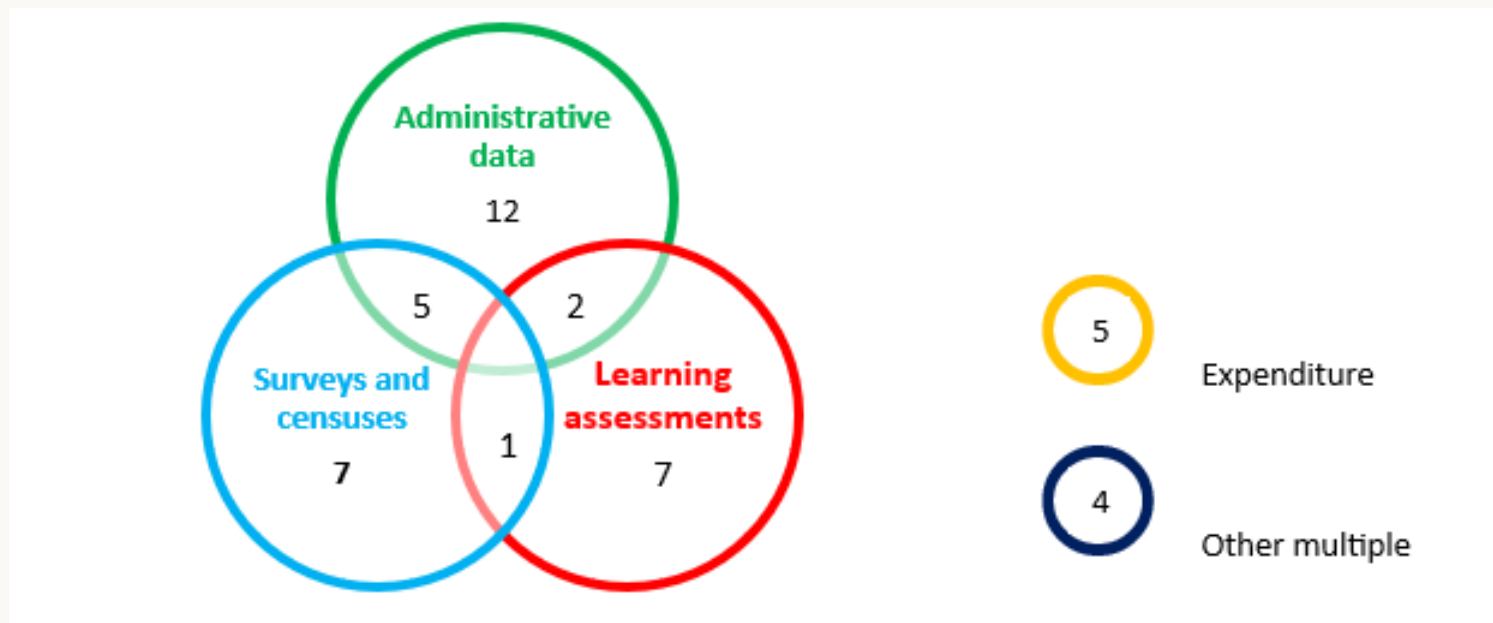 Administrative
data
12
5
2
Surveys and
censuses
7
Learning
assessments
7
1
5
Expenditure
4
Other multiple